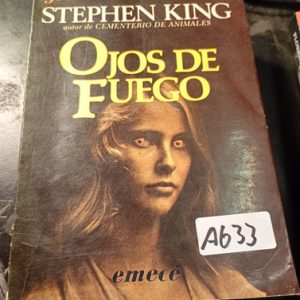 STEPHEN KING
autor de CEMENTERIO DE ANIMALES
OJOS DE
FUEGO
A633
emecé